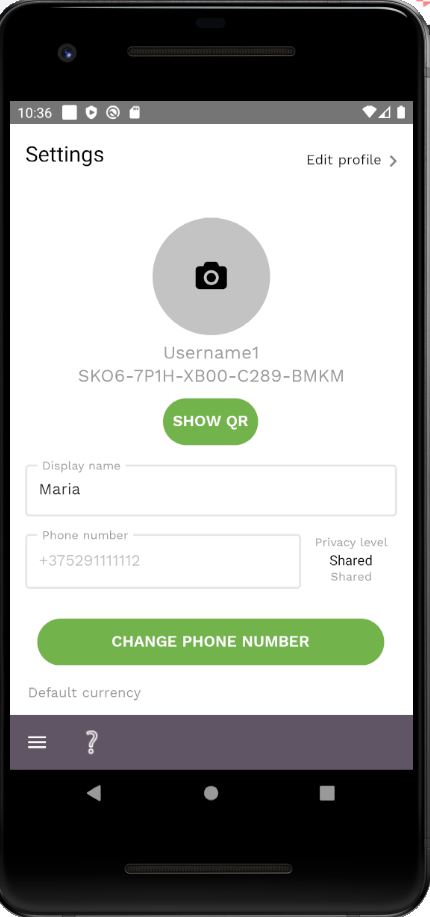 10:36
Settings
Edit profile
Username1
SKO6-7P1H-XB00-C289-BMKM
SHOW QR
Display name
Maria
Phone number
+375291111112
Privacy level
Shared
Shared
CHANGE PHONE NUMBER
Default currency
?